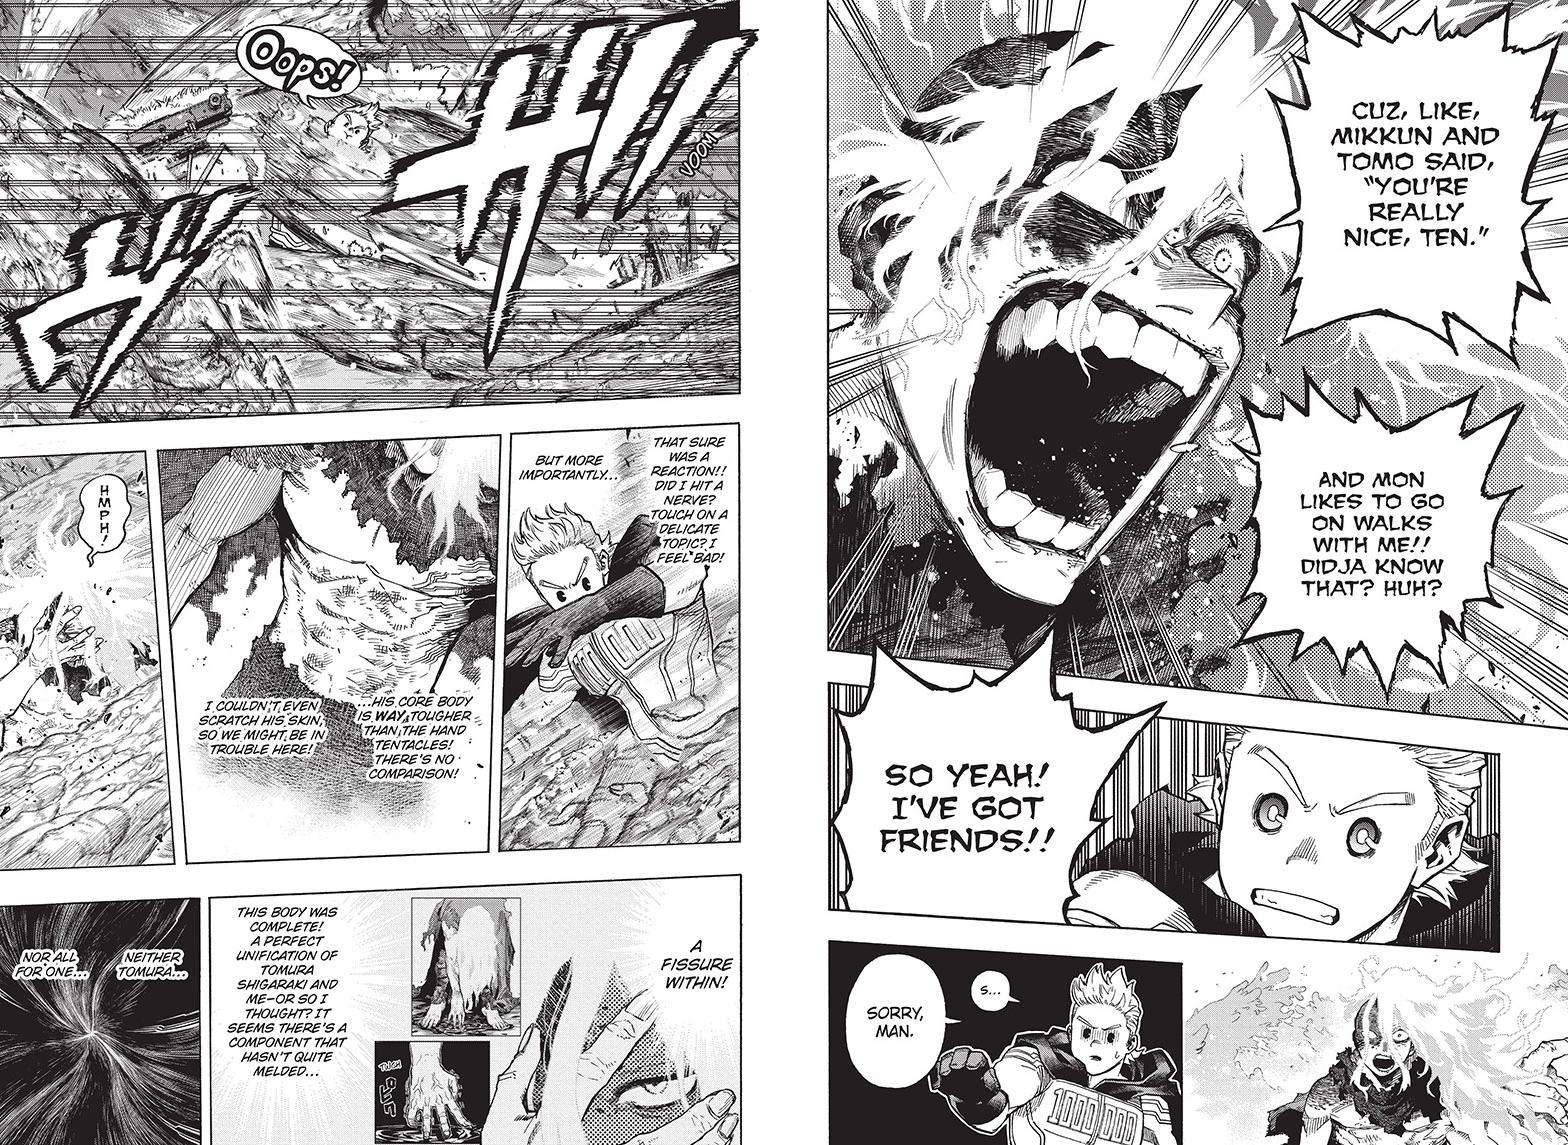 CUZ, LIKE,
MIKKUN AND
TOMO SAID,
"YOU'RE
REALLY
NICE, TEN."
AND MON
LIKES TO GO
ON WALKS
WITH ME!!
DIDJA KNOW
THAT? HUH?
SO YEAH!
I'VE GOT
FRIENDS!!
S...
SORRY,
MAN.
1000000
Oops!
VOOM
ザザ
THAT SURE
WAS A
REACTION!!
DID I HIT A
NERVE?
TOUCH ON A
DELICATE
TOPIC? I
FEEL BAD!
BUT MORE
IMPORTANTLY...
...HIS CORE BODY
IS WAY TOUGHER
THAN THE HAND
TENTACLES!
THERE'S NO
COMPARISON!
I COULDN'T EVEN
SCRATCH HIS SKIN,
SO WE MIGHT BE IN
TROUBLE HERE!
HMPH!
A
FISSURE
WITHIN!
TWCH
THIS BODY WAS
COMPLETE!
A PERFECT
UNIFICATION OF
TOMURA
SHIGARAKI AND
ME–OR SO I
THOUGHT? IT
SEEMS THERE'S A
COMPONENT THAT
HASN'T QUITE
MELDED...
NEITHER
TOMURA...
NOR ALL
FOR ONE...